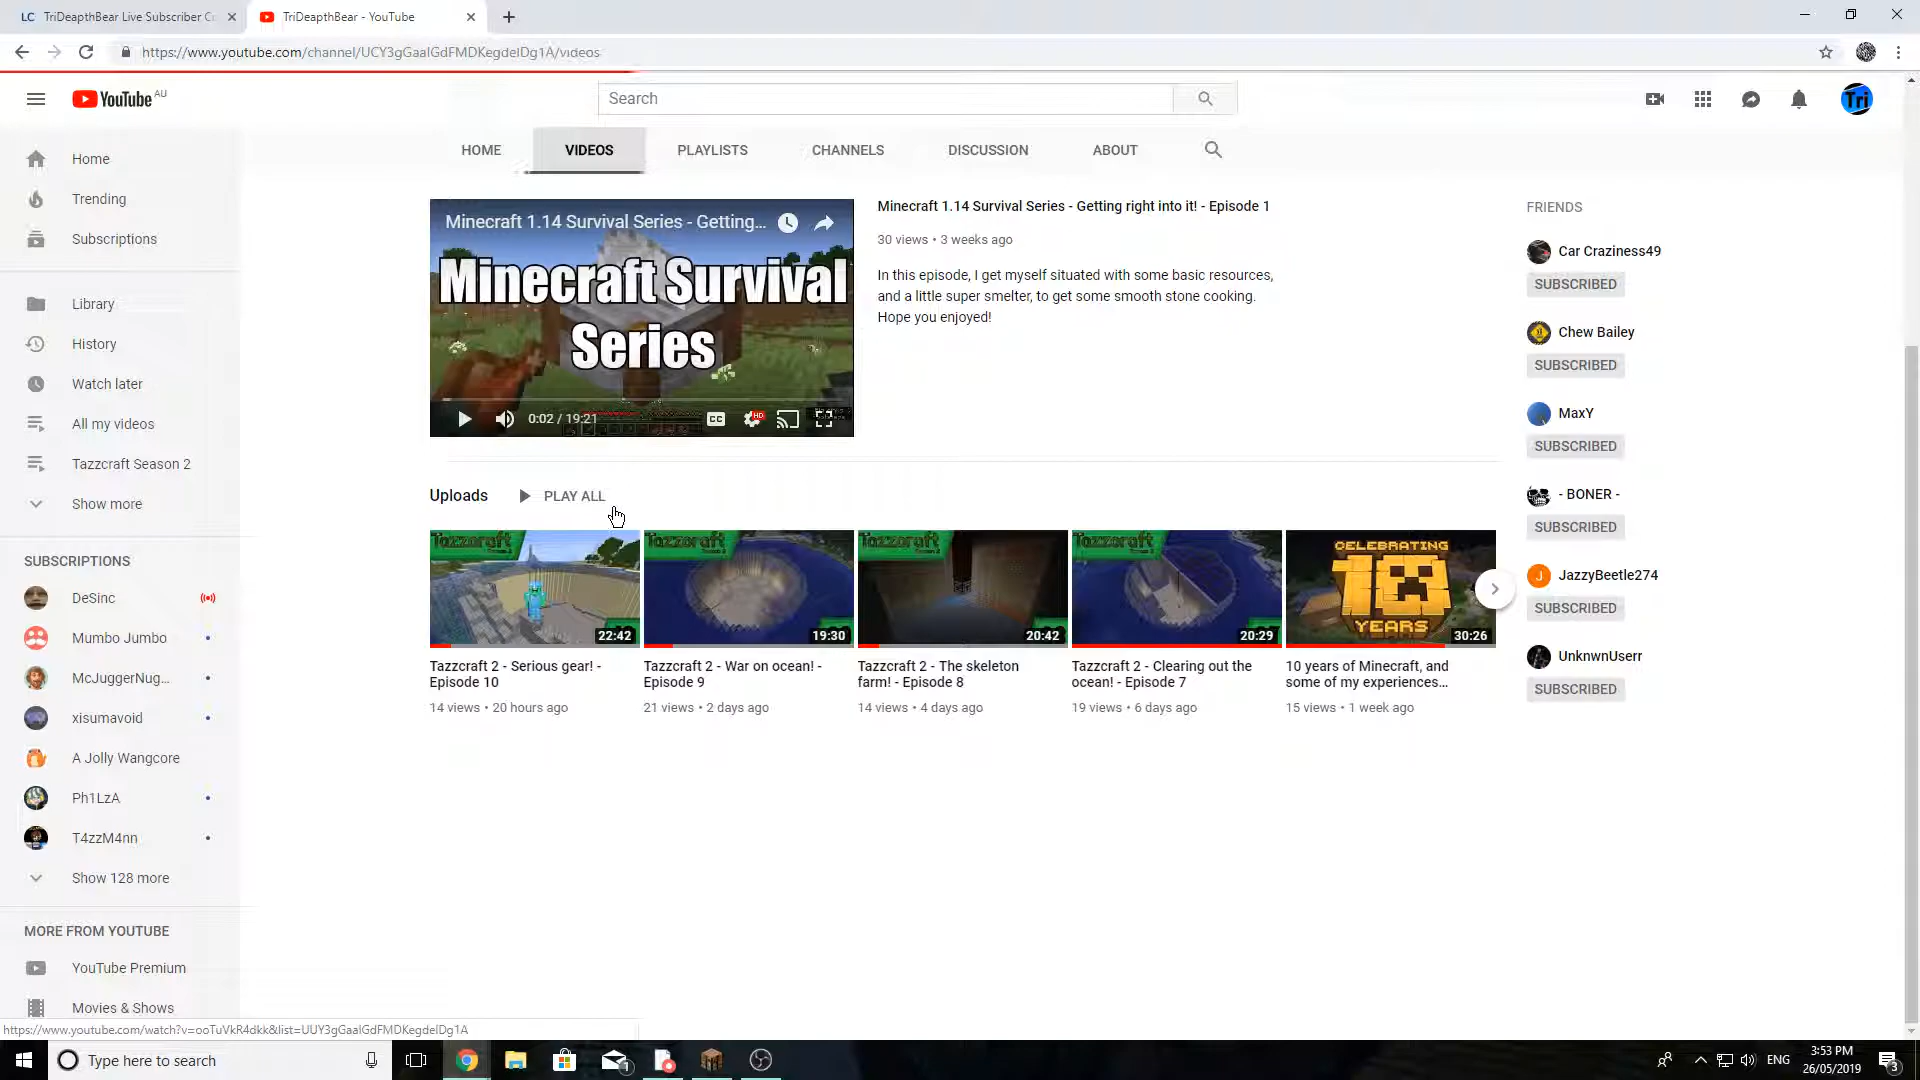 LC TriDeapthBear Live Subscriber C
TriDeapthBear - YouTube
https://www.youtube.com/channel/UCY3gGaalGdFMDKegdelDg1A/videos
YouTube AU
Search
HOME VIDEOS PLAYLISTS CHANNELS DISCUSSION ABOUT
Tri
Home
Trending
Subscriptions
Library
History
Watch later
All my videos
Tazzcraft Season 2
Show more
SUBSCRIPTIONS
DeSinc
Mumbo Jumbo
McJuggerNug...
xisumavoid
A Jolly Wangcore
Ph1LzA
T4zzM4nn
Show 128 more
MORE FROM YOUTUBE
YouTube Premium
Movies & Shows
Minecraft 1.14 Survival Series - Getting...
Minecraft Survival
Series
0:02 / 19:21
CC
HD
Minecraft 1.14 Survival Series - Getting right into it! - Episode 1
30 views • 3 weeks ago
In this episode, I get myself situated with some basic resources,
and a little super smelter, to get some smooth stone cooking.
Hope you enjoyed!
Uploads PLAY ALL
Tazzcraft
22:42
Tazzcraft 2 - Serious gear! -
Episode 10
14 views • 20 hours ago
Tazzcraft
19:30
Tazzcraft 2 - War on ocean! -
Episode 9
21 views • 2 days ago
Tazzcraft
20:42
Tazzcraft 2 - The skeleton
farm! - Episode 8
14 views • 4 days ago
Tazzcraft
20:29
Tazzcraft 2 - Clearing out the
ocean! - Episode 7
19 views • 6 days ago
CELEBRATING
10
YEARS
30:26
10 years of Minecraft, and
some of my experiences...
15 views • 1 week ago
FRIENDS
Car Craziness49
SUBSCRIBED
Chew Bailey
SUBSCRIBED
MaxY
SUBSCRIBED
- BONER -
SUBSCRIBED
J
JazzyBeetle274
SUBSCRIBED
UnknwnUserr
SUBSCRIBED
https://www.youtube.com/watch?v=ooTuVkR4dkk&list=UUY3gGaalGdFMDKegdelDg1A
Type here to search
1
ENG
3:53 PM
26/05/2019
3